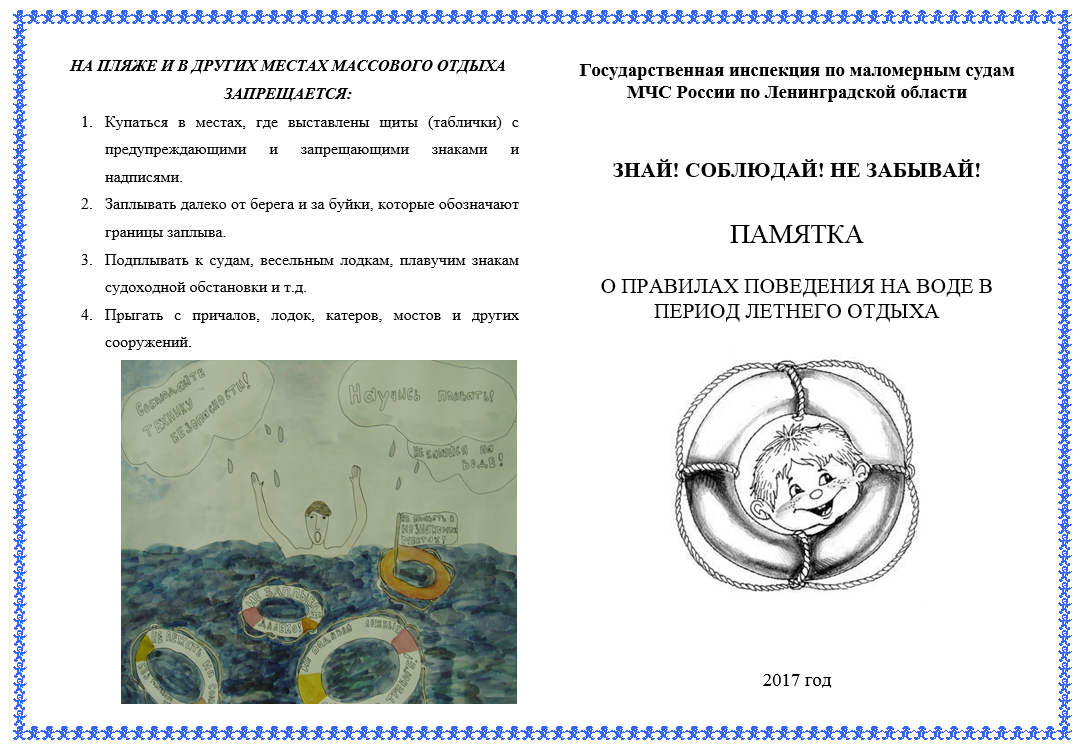 НА ПЛЯЖЕ И В ДРУГИХ МЕСТАХ МАССОВОГО ОТДЫХА
ЗАПРЕЩАЕТСЯ:
1. Купаться в местах, где выставлены щиты (таблички) с
предупреждающими и запрещающими знаками и
надписями.
2. Заплывать далеко от берега и за буйки, которые обозначают
границы заплыва.
3. Подплывать к судам, весельным лодкам, плавучим знакам
судоходной обстановки и т.д.
4. Прыгать с причалов, лодок, катеров, мостов и других
сооружений.
Соблюдайте
технику
безопасности!
Научись плавать!
на
воде!
Не заплывай
далеко!
Не подавай ложных
Государственная инспекция по маломерным судам
МЧС России по Ленинградской области
ЗНАЙ! СОБЛЮДАЙ! НЕ ЗАБЫВАЙ!
ПАМЯТКА
О ПРАВИЛАХ ПОВЕДЕНИЯ НА ВОДЕ В
ПЕРИОД ЛЕТНЕГО ОТДЫХА
2017 год